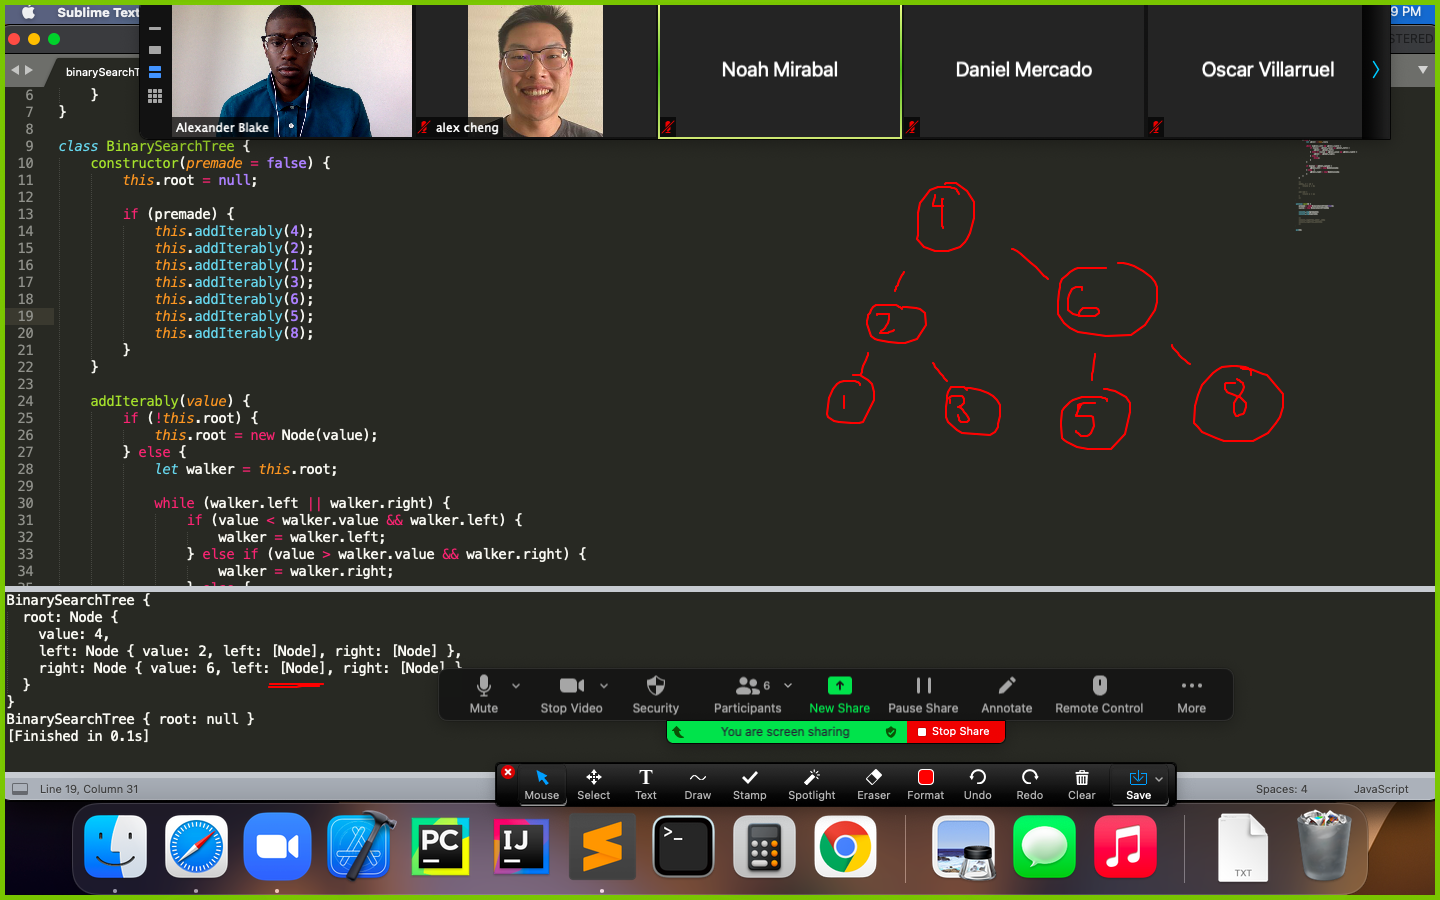 Sublime Text
9 PM
STERED
binarySearchT
Alexander Blake
alex cheng
Noah Mirabal
Daniel Mercado
Oscar Villarruel
6 }
7 }
8
9 class BinarySearchTree {
10 constructor(premade = false) {
11 this.root = null;
12
13 if (premade) {
14 this.addIterably(4);
15 this.addIterably(2);
16 this.addIterably(1);
17 this.addIterably(3);
18 this.addIterably(6);
19 this.addIterably(5);
20 this.addIterably(8);
21 }
22 }
23
24 addIterably(value) {
25 if (!this.root) {
26 this.root = new Node(value);
27 } else {
28 let walker = this.root;
29
30 while (walker.left || walker.right) {
31 if (value < walker.value && walker.left) {
32 walker = walker.left;
33 } else if (value > walker.value && walker.right) {
34 walker = walker.right;
4
2
6
1
3
5
8
BinarySearchTree {
root: Node {
value: 4,
left: Node { value: 2, left: [Node], right: [Node] },
right: Node { value: 6, left: [Node], right: [Node] }
}
}
BinarySearchTree { root: null }
[Finished in 0.1s]
Mute
Stop Video
Security
6
Participants
New Share
Pause Share
Annotate
Remote Control
More
You are screen sharing
Stop Share
Mouse
Select
T
Text
Draw
Stamp
Spotlight
Eraser
Format
Undo
Redo
Clear
Save
Line 19, Column 31
Spaces: 4
JavaScript
PC
IJ
>_
TXT